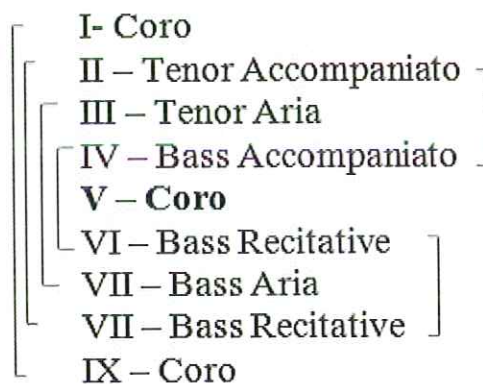 I- Coro
II – Tenor Accompaniato
III – Tenor Aria
IV – Bass Accompaniato
V – Coro
VI – Bass Recitative
VII – Bass Aria
VII – Bass Recitative
IX – Coro